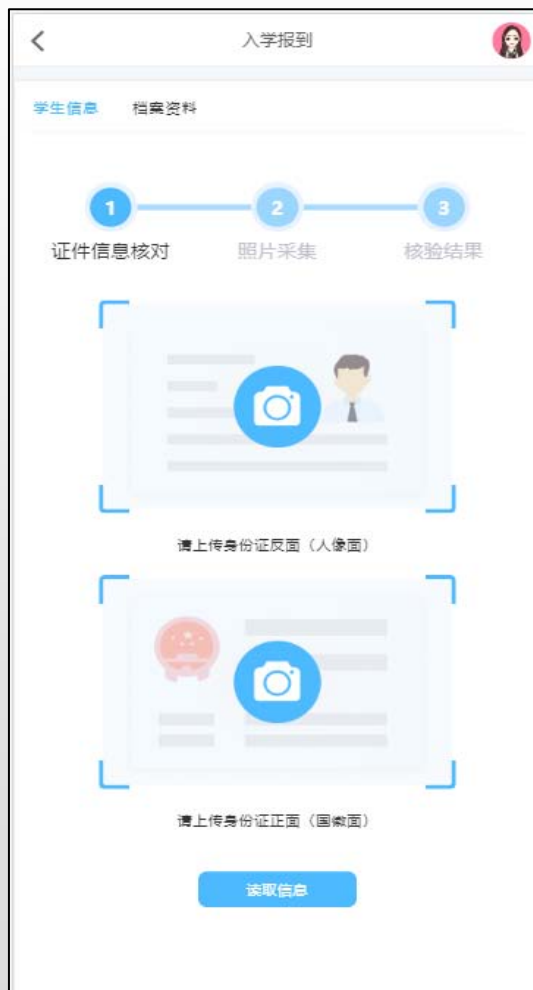 入学报到
学生信息 档案资料
1 2 3
证件信息核对 照片采集 核验结果
请上传身份证反面（人像面）
请上传身份证正面（国徽面）
读取信息